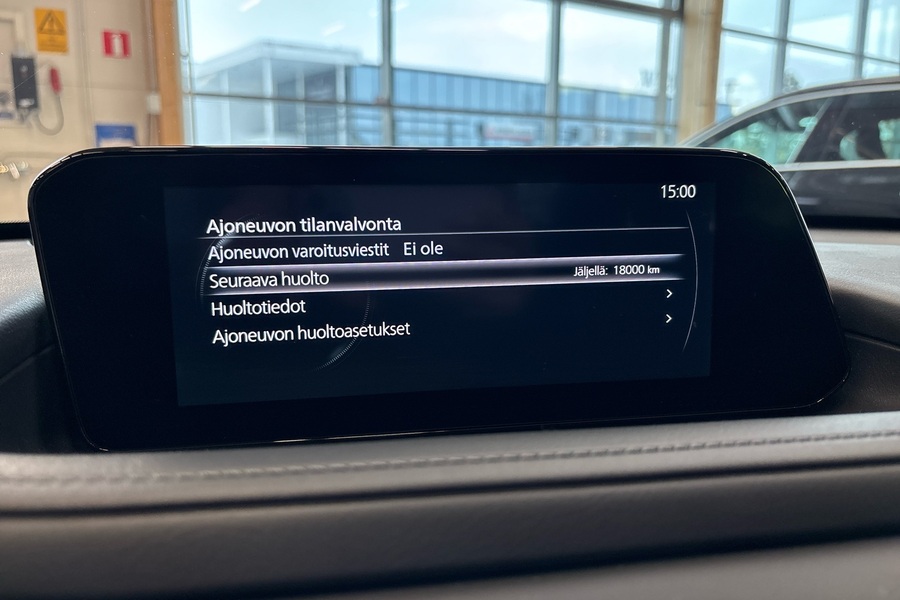 15:00
Ajoneuvon tilanvalvonta
Ajoneuvon varoitusviestit Ei ole
Seuraava huolto Jäljellä: 18000 km
Huoltotiedot
Ajoneuvon huoltoasetukset